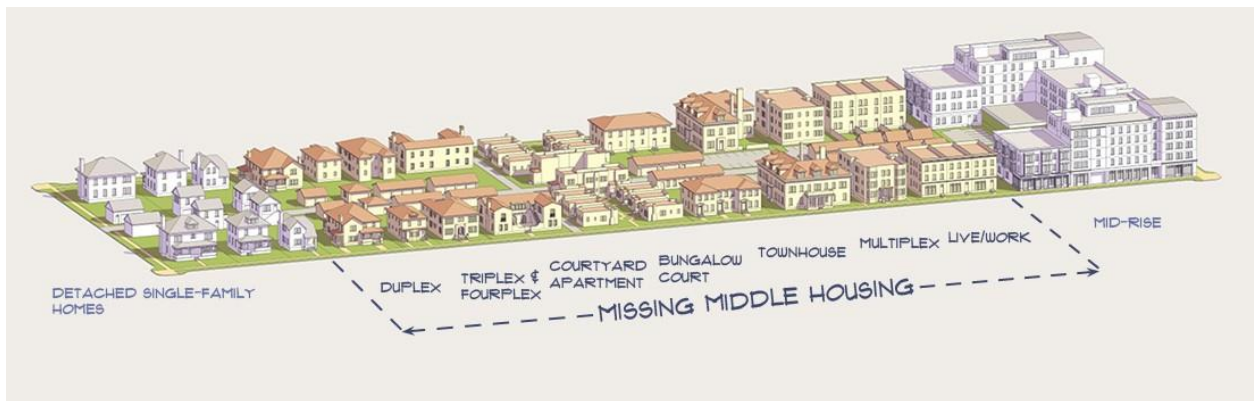 DETACHED SINGLE-FAMILY
HOMES
DUPLEX
TRIPLEX &
FOURPLEX
COURTYARD
APARTMENT
BUNGALOW
COURT
TOWNHOUSE
MULTIPLEX
LIVE/WORK
MID-RISE
MISSING MIDDLE HOUSING